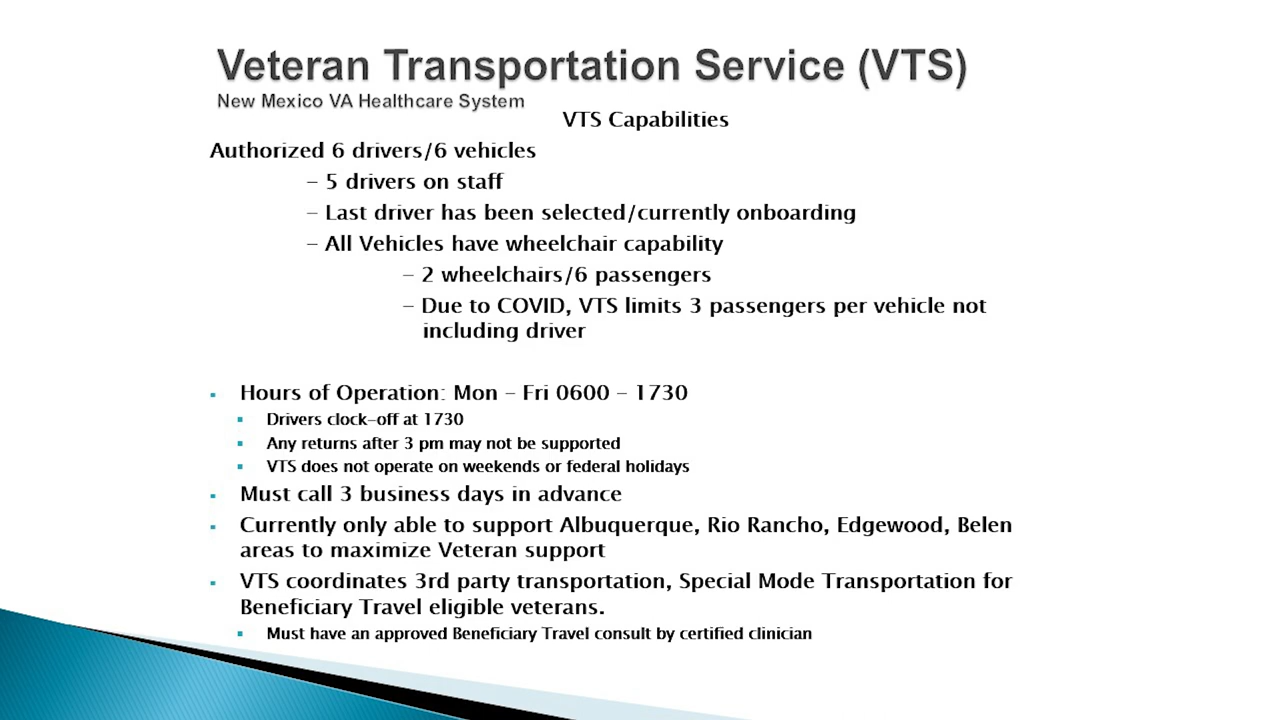 Veteran Transportation Service (VTS)
New Mexico VA Healthcare System
VTS Capabilities
Authorized 6 drivers/6 vehicles
– 5 drivers on staff
– Last driver has been selected/currently onboarding
– All Vehicles have wheelchair capability
– 2 wheelchairs/6 passengers
– Due to COVID, VTS limits 3 passengers per vehicle not
including driver
▪ Hours of Operation: Mon – Fri 0600 – 1730
▪ Drivers clock-off at 1730
▪ Any returns after 3 pm may not be supported
▪ VTS does not operate on weekends or federal holidays
▪ Must call 3 business days in advance
▪ Currently only able to support Albuquerque, Rio Rancho, Edgewood, Belen
areas to maximize Veteran support
▪ VTS coordinates 3rd party transportation, Special Mode Transportation for
Beneficiary Travel eligible veterans.
▪ Must have an approved Beneficiary Travel consult by certified clinician